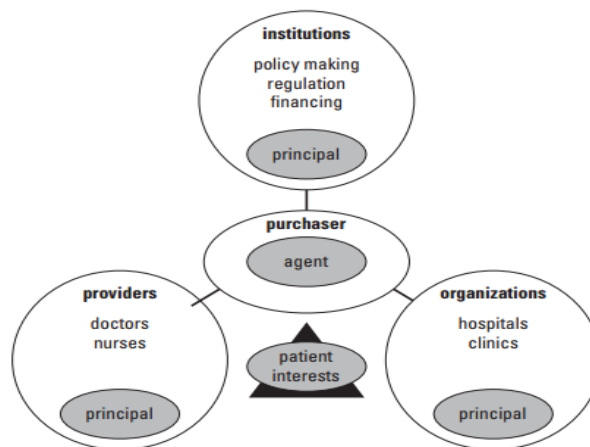 institutions
policy making
regulation
financing
principal
purchaser
agent
providers
doctors
nurses
principal
patient
interests
organizations
hospitals
clinics
principal